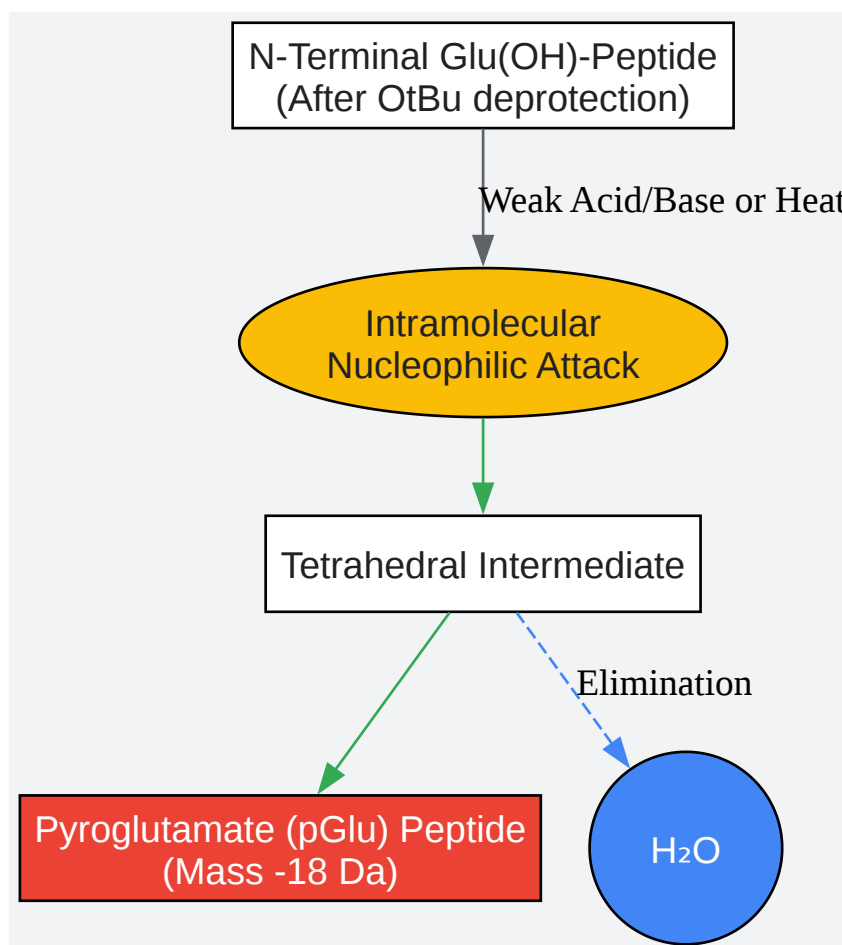 N-Terminal Glu(OH)-Peptide
(After OtBu deprotection)
Weak Acid/Base or Heat
Intramolecular
Nucleophilic Attack
Tetrahedral Intermediate
Elimination
Pyroglutamate (pGlu) Peptide
(Mass -18 Da)
H₂O